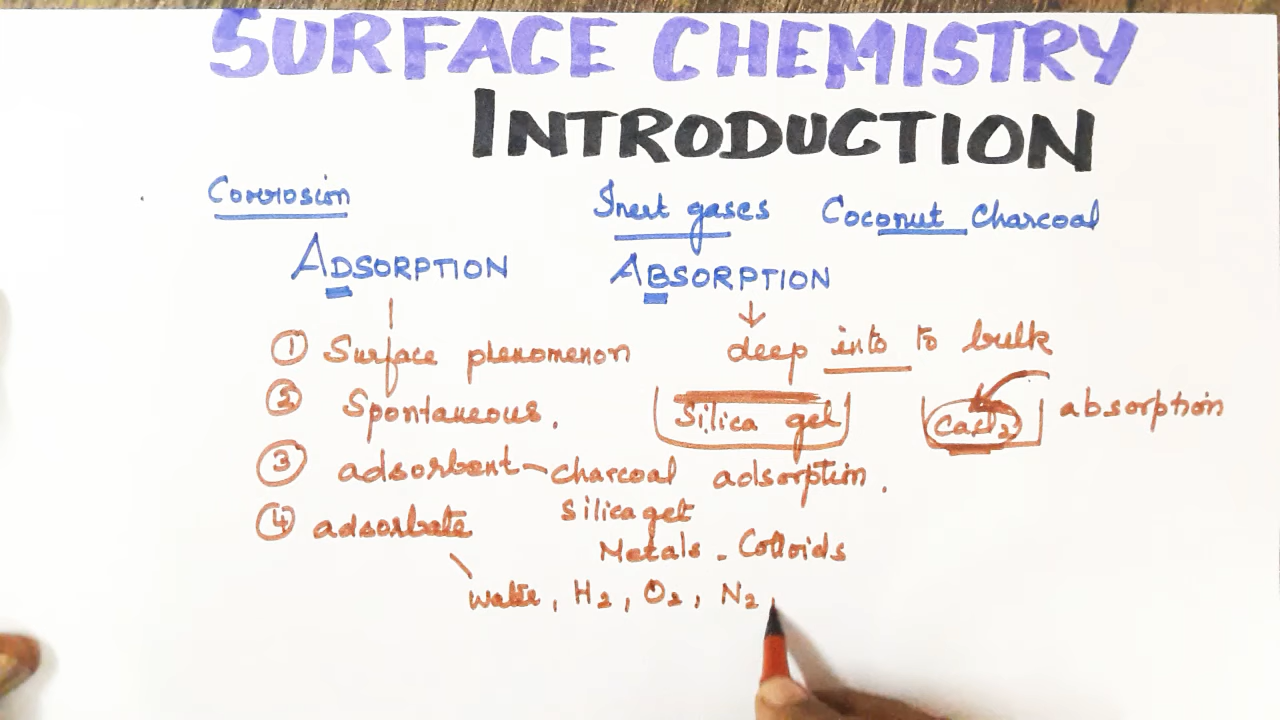 SURFACE CHEMISTRY
INTRODUCTION
Corrosion Inert gases Coconut Charcoal
ADSORPTION ABSORPTION
① Surface phenomenon deep into to bulk
② Spontaneous. Silica gel CaCl2 absorption
③ adsorbent - charcoal adsorption.
Silica gel
④ adsorbate
Metals. Colloids
water, H2, O2, N2,